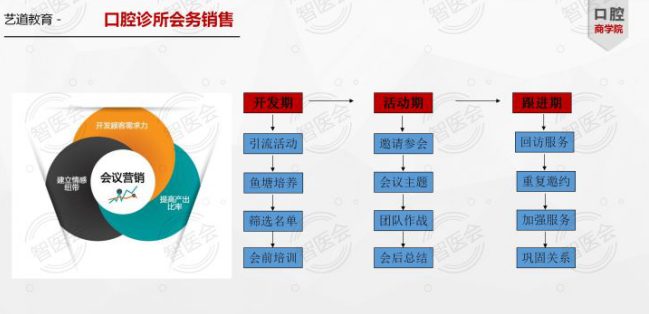 艺道教育 -
口腔诊所会务销售
口腔
商学院
开发顾客需求力
建立情感
纽带
会议营销
提高产出
比率
开发期
引流活动
鱼塘培养
筛选名单
会前培训
活动期
邀请参会
会议主题
团队作战
会后总结
跟进期
回访服务
重复邀约
加强服务
巩固关系
智医会